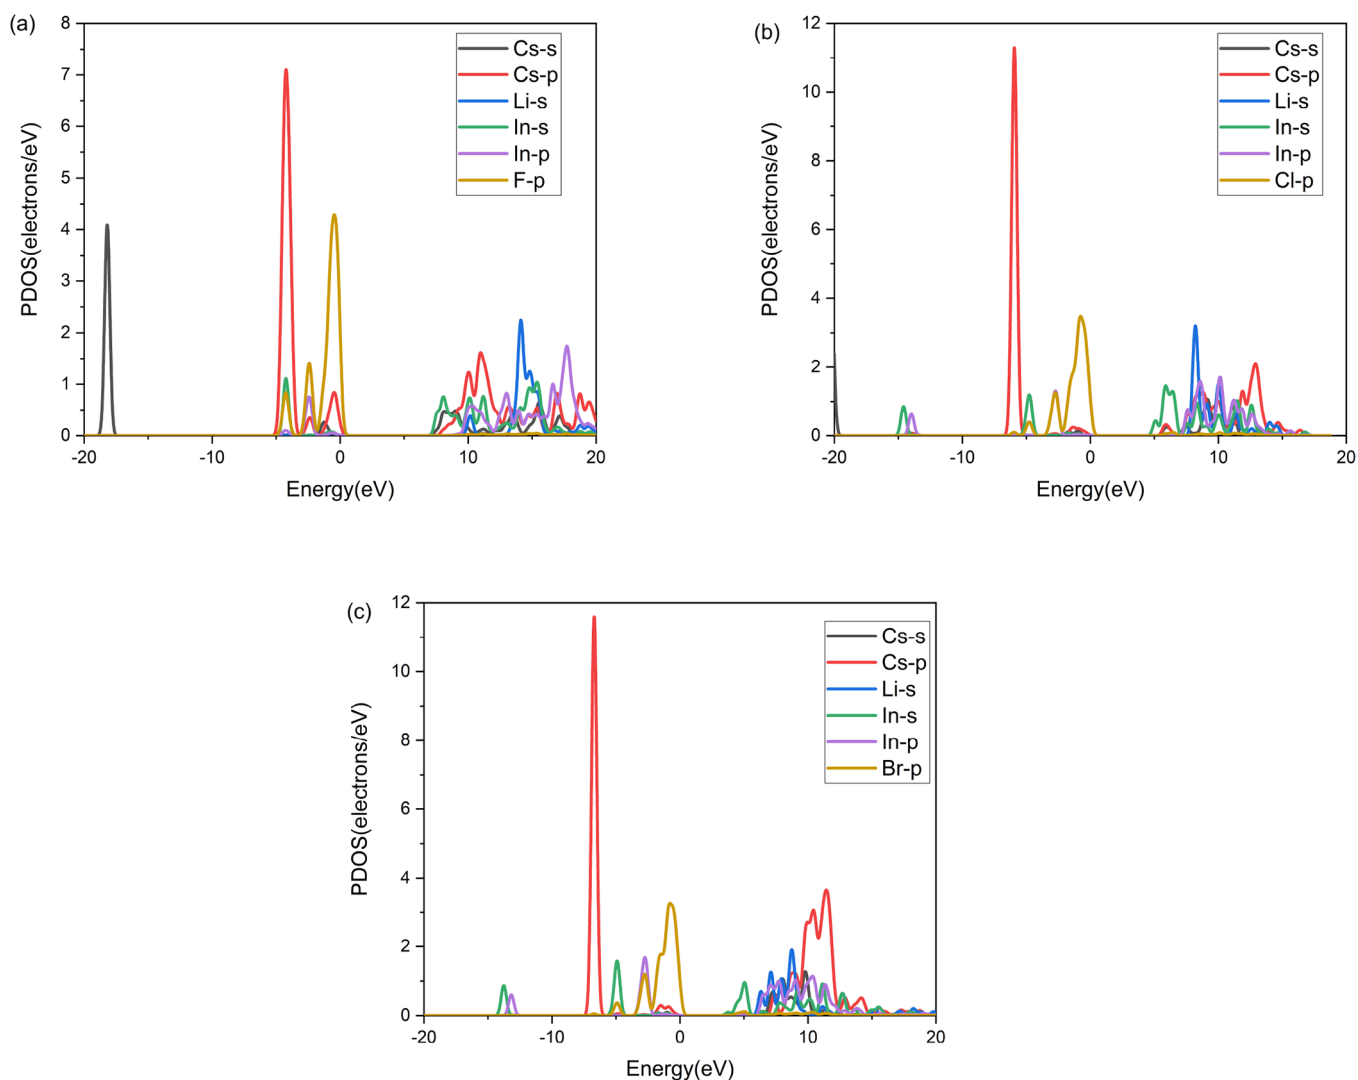 (a)
PDOS(electrons/eV)
8
7
6
5
4
3
2
1
0
-20
-10
0
10
20
Energy(eV)
Cs-s
Cs-p
Li-s
In-s
In-p
F-p
(b)
PDOS(electrons/eV)
12
10
8
6
4
2
0
-20
-10
0
10
20
Energy(eV)
Cs-s
Cs-p
Li-s
In-s
In-p
Cl-p
(c)
PDOS(electrons/eV)
12
10
8
6
4
2
0
-20
-10
0
10
20
Energy(eV)
Cs-s
Cs-p
Li-s
In-s
In-p
Br-p